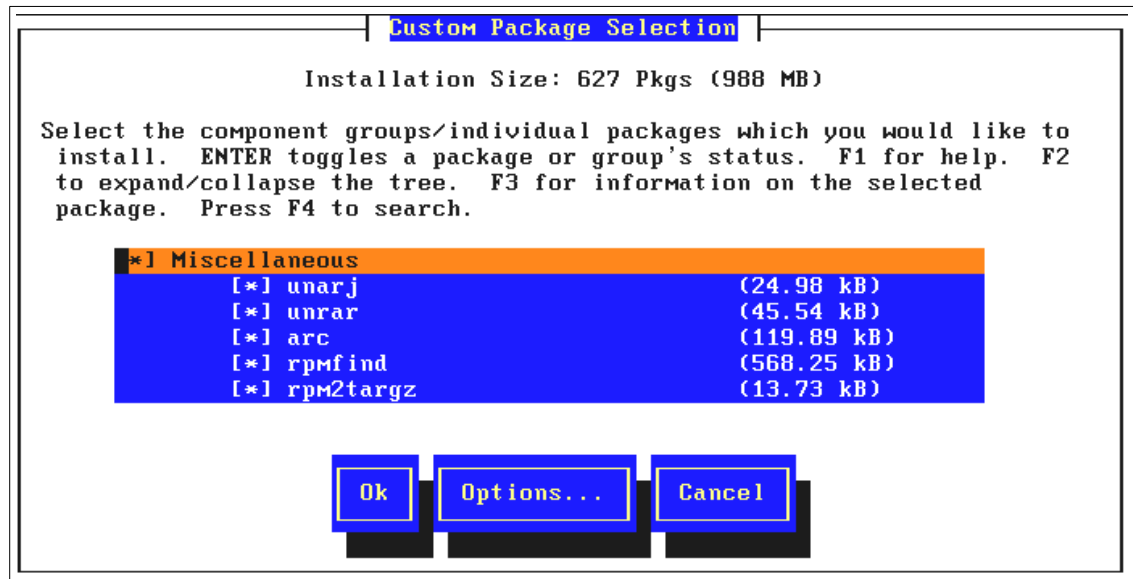 Custom Package Selection
Installation Size: 627 Pkgs (988 MB)
Select the component groups/individual packages which you would like to
install.  ENTER toggles a package or group's status.  F1 for help.  F2
to expand/collapse the tree.  F3 for information on the selected
package.  Press F4 to search.
*] Miscellaneous
[*] unarj (24.98 kB)
[*] unrar (45.54 kB)
[*] arc (119.89 kB)
[*] rpmfind (568.25 kB)
[*] rpm2targz (13.73 kB)
Ok Options... Cancel